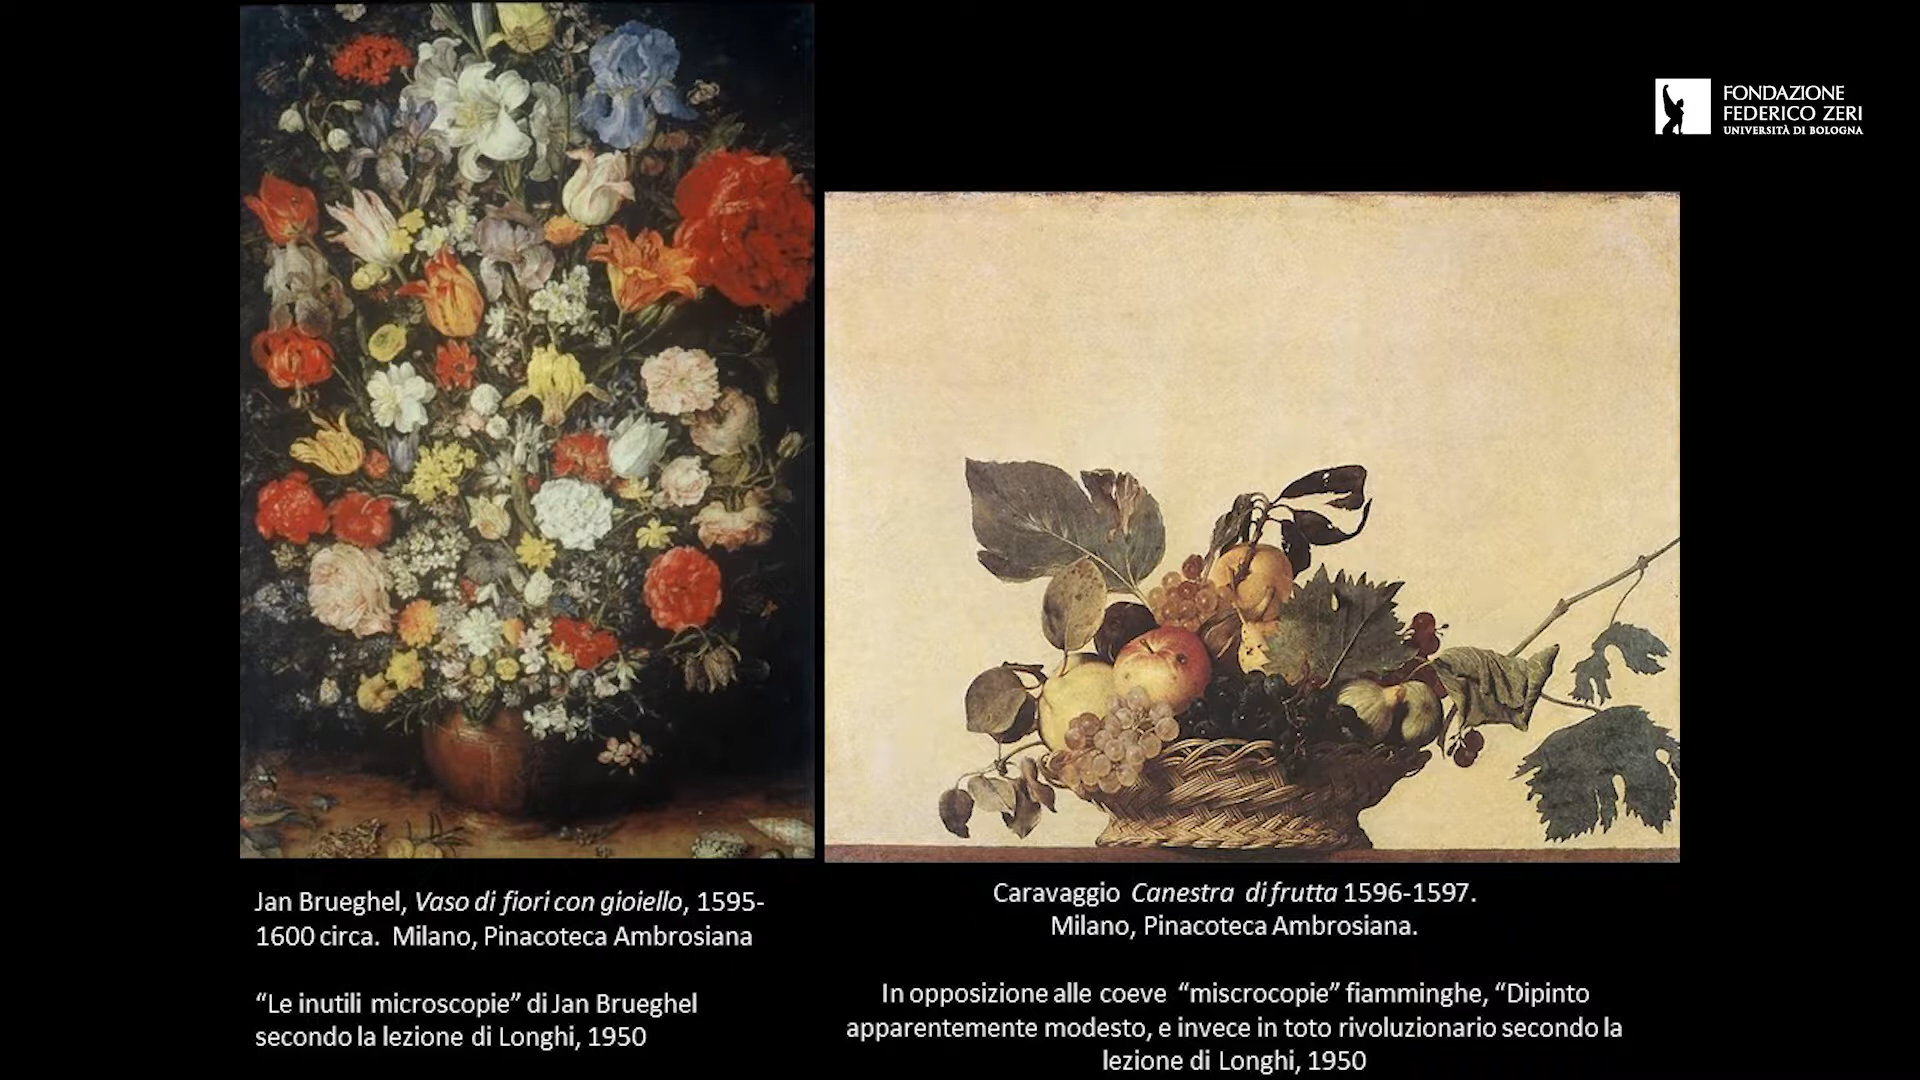 FONDAZIONE
FEDERICO ZERI
UNIVERSITÀ DI BOLOGNA
Jan Brueghel, Vaso di fiori con gioiello, 1595-
1600 circa. Milano, Pinacoteca Ambrosiana
“Le inutili microscopie” di Jan Brueghel
secondo la lezione di Longhi, 1950
Caravaggio Canestra di frutta 1596-1597.
Milano, Pinacoteca Ambrosiana.
In opposizione alle coeve “miscrocopie” fiamminghe, “Dipinto
apparentemente modesto, e invece in toto rivoluzionario secondo la
lezione di Longhi, 1950